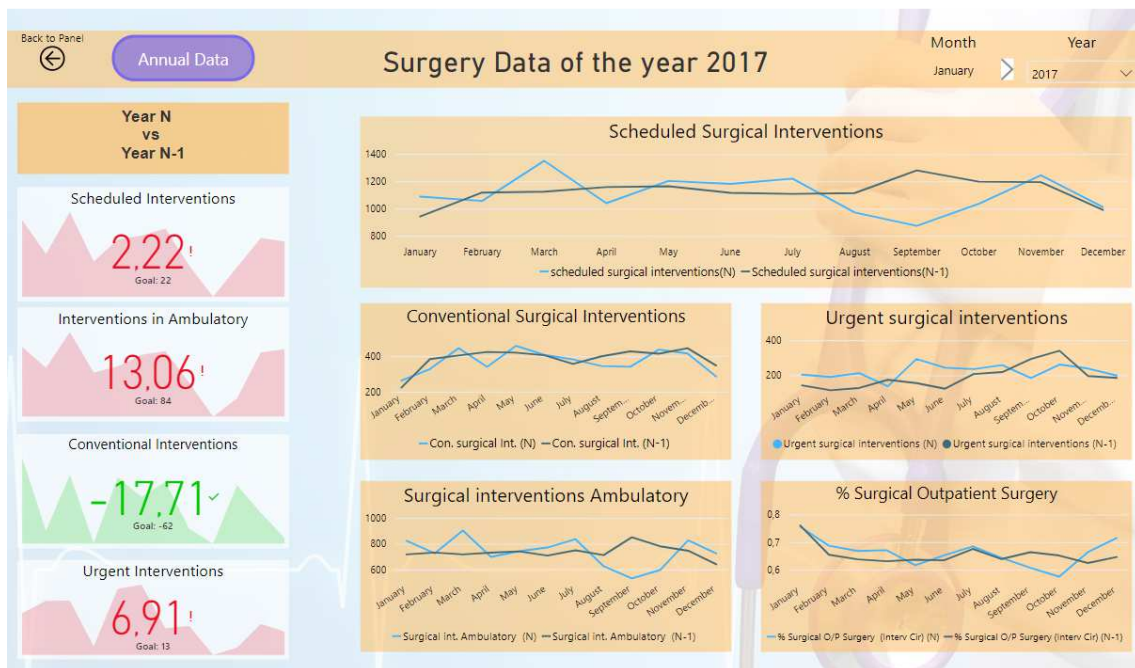 Back to Panel
Annual Data
Surgery Data of the year 2017
Month
Year
January
2017
Year N
vs
Year N-1
Scheduled Interventions
2,22!
Goal: 22
Interventions in Ambulatory
13,06!
Goal: 84
Conventional Interventions
-17,71
Goal: -62
Urgent Interventions
6,91!
Goal: 13
Scheduled Surgical Interventions
1400
1200
1000
800
January February March April May June July August September October November December
scheduled surgical interventions(N) Scheduled surgical interventions(N-1)
Conventional Surgical Interventions
400
200
January February March April May June July August Septem... October Novem... Decemb...
Con. surgical Int. (N) Con. surgical Int. (N-1)
Urgent surgical interventions
400
200
January February March April May June July August Septem... October Novem... Decemb...
Urgent surgical interventions (N) Urgent surgical interventions (N-1)
Surgical interventions Ambulatory
1000
800
600
January February March April May June July August September October November December
Surgical int. Ambulatory (N) Surgical int. Ambulatory (N-1)
% Surgical Outpatient Surgery
0,8
0,7
0,6
January February March April May June July August September October November December
% Surgical O/P Surgery (Interv Cir) (N) % Surgical O/P Surgery (Interv Cir) (N-1)